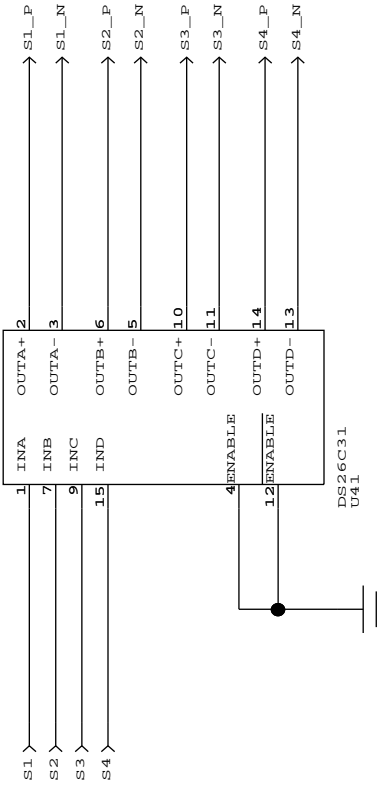 S1_P
S1_N
S2_P
S2_N
S3_P
S3_N
S4_P
S4_N
2
3
6
5
10
11
14
13
OUTA+
OUTA-
OUTB+
OUTB-
OUTC+
OUTC-
OUTD+
OUTD-
INA
INB
INC
IND
ENABLE
ENABLE
1
7
9
15
4
12
DS26C31
U41
S1
S2
S3
S4